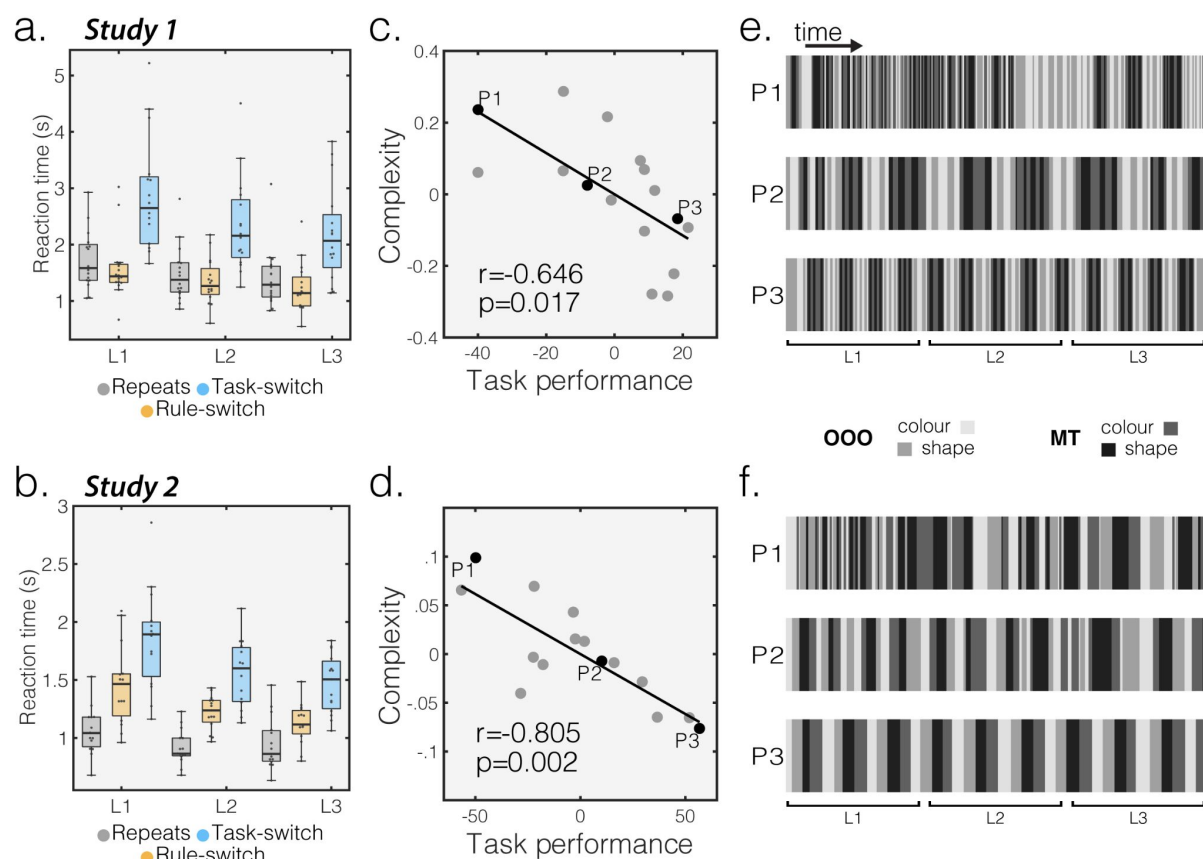 a. Study 1
Reaction time (s)
5
4
3
2
1
L1 L2 L3
Repeats Task-switch
Rule-switch
c.
Complexity
0.4
0.2
0
-0.2
-0.4
P1
P2
P3
r=-0.646
p=0.017
-40 -20 0 20
Task performance
e.
time
P1
P2
P3
L1 L2 L3
OOO colour shape
MT colour shape
b. Study 2
Reaction time (s)
3
2.5
2
1.5
1
L1 L2 L3
Repeats Task-switch
Rule-switch
d.
Complexity
.1
.05
0
-.05
-.1
P1
P2
P3
r=-0.805
p=0.002
-50 0 50
Task performance
f.
P1
P2
P3
L1 L2 L3